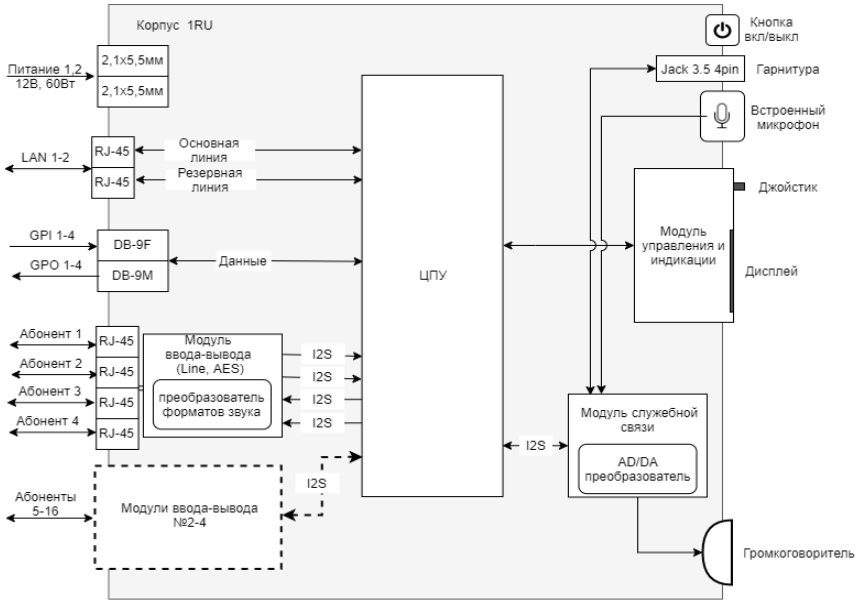 Корпус 1RU
Кнопка
вкл/выкл
Питание 1,2
12В, 60Вт
2,1x5,5мм
2,1x5,5мм
Jack 3.5 4pin
Гарнитура
Встроенный
микрофон
LAN 1-2
RJ-45
RJ-45
Основная
линия
Резервная
линия
Джойстик
Модуль
управления и
индикации
Дисплей
GPI 1-4
GPO 1-4
DB-9F
DB-9M
Данные
ЦПУ
Абонент 1
Абонент 2
Абонент 3
Абонент 4
RJ-45
RJ-45
RJ-45
RJ-45
Модуль
ввода-вывода
(Line, AES)
преобразователь
форматов звука
I2S
I2S
I2S
I2S
Модуль служебной
связи
AD/DA
преобразователь
I2S
Абоненты
5-16
Модули ввода-вывода
№2-4
I2S
Громкоговоритель